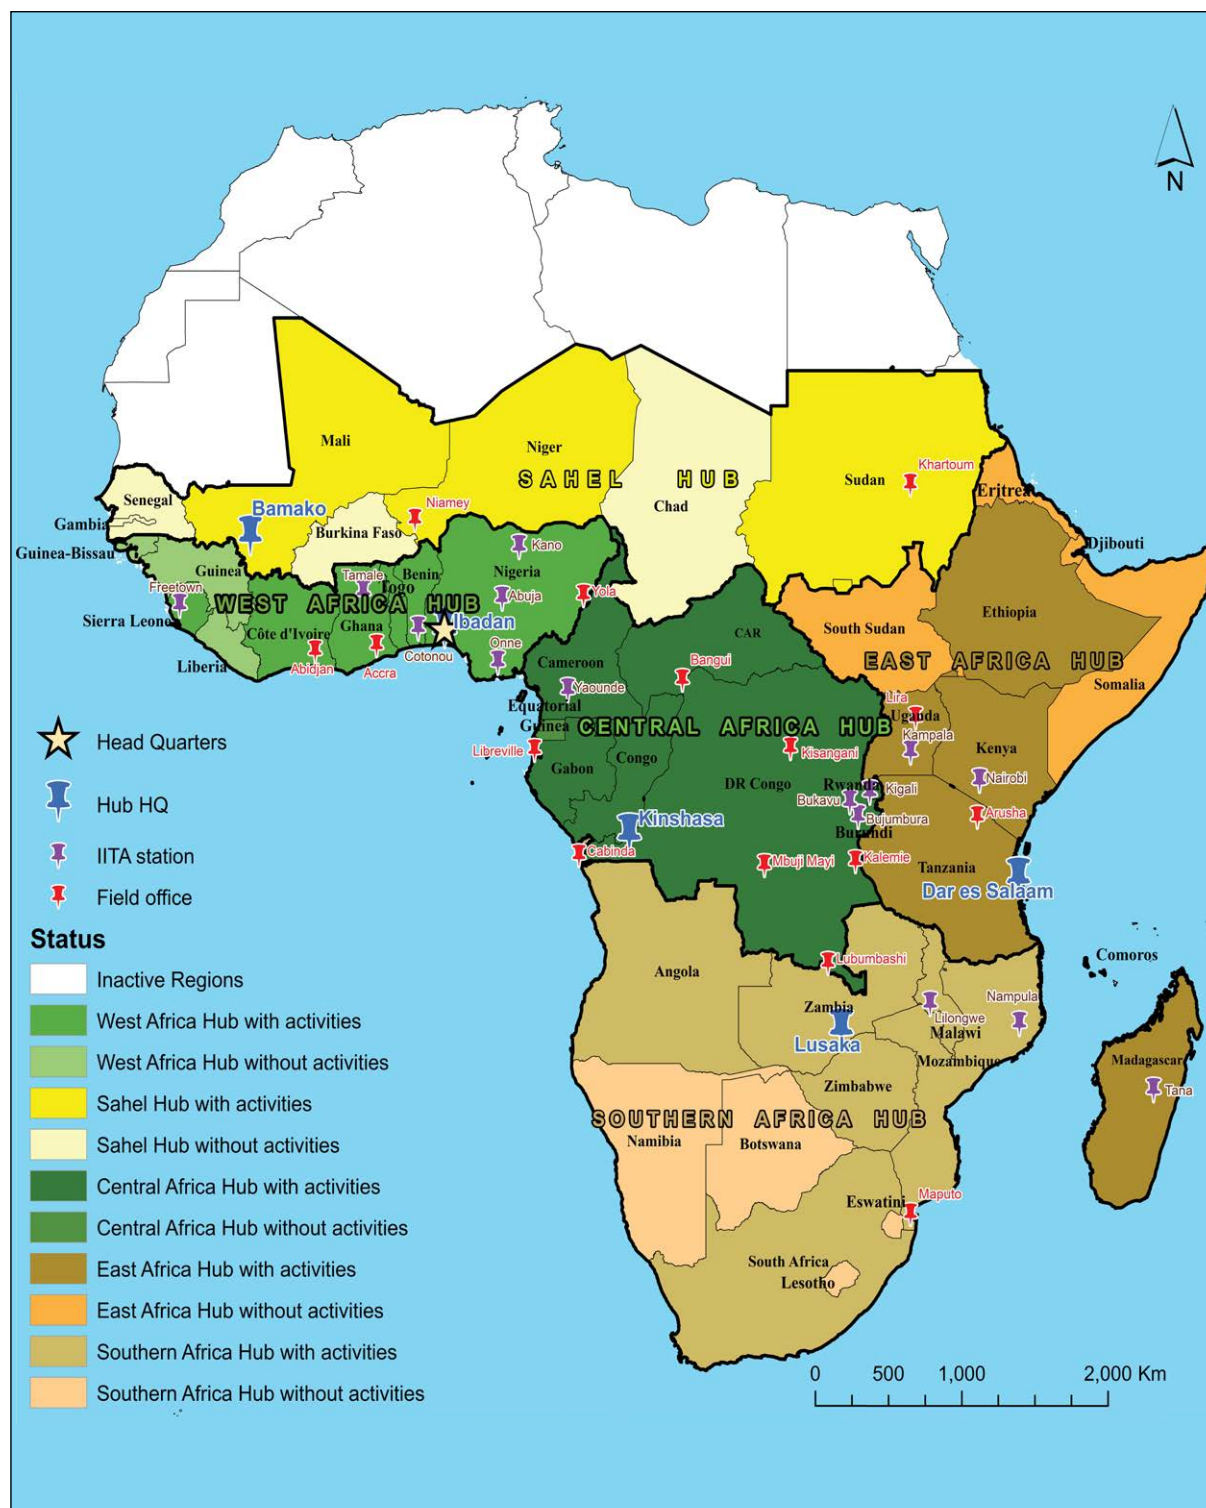 N
Mali
Niger
SAHEL HUB
Khartoum
Sudan
Eritrea
Senegal
Bamako
Niamey
Chad
Gambia
Burkina Faso
Djibouti
Guinea-Bissau
Kano
Guinea
Tamale
Benin
Nigeria
Freetown
Togo
Abuja
Yola
WEST AFRICA HUB
Ethiopia
Sierra Leone
Ghana
Ibadan
South Sudan
Côte d'Ivoire
CAR
Onne
Cotonou
EAST AFRICA HUB
Liberia
Abidjan
Accra
Cameroon
Bangui
Somalia
Yaounde
Lira
Equatorial
Guinea
Uganda
CENTRAL AFRICA HUB
Kampala
Head Quarters
Libreville
Congo
Kisangani
Kenya
Gabon
Nairobi
DR Congo
Rwanda
Kigali
Hub HQ
Bukavu
Kinshasa
Bujumbura
Arusha
Burundi
IITA station
Cabinda
Mbuji Mayi
Kalemie
Tanzania
Dar es Salaam
Field office
Status
Comoros
Lubumbashi
Angola
Inactive Regions
Nampula
Zambia
Lilongwe
West Africa Hub with activities
Malawi
Lusaka
Mozambique
Madagascar
West Africa Hub without activities
Zimbabwe
Tana
Sahel Hub with activities
SOUTHERN AFRICA HUB
Namibia
Botswana
Sahel Hub without activities
Central Africa Hub with activities
Maputo
Eswatini
Central Africa Hub without activities
South Africa
East Africa Hub with activities
Lesotho
East Africa Hub without activities
Southern Africa Hub with activities
0 500 1,000 2,000 Km
Southern Africa Hub without activities